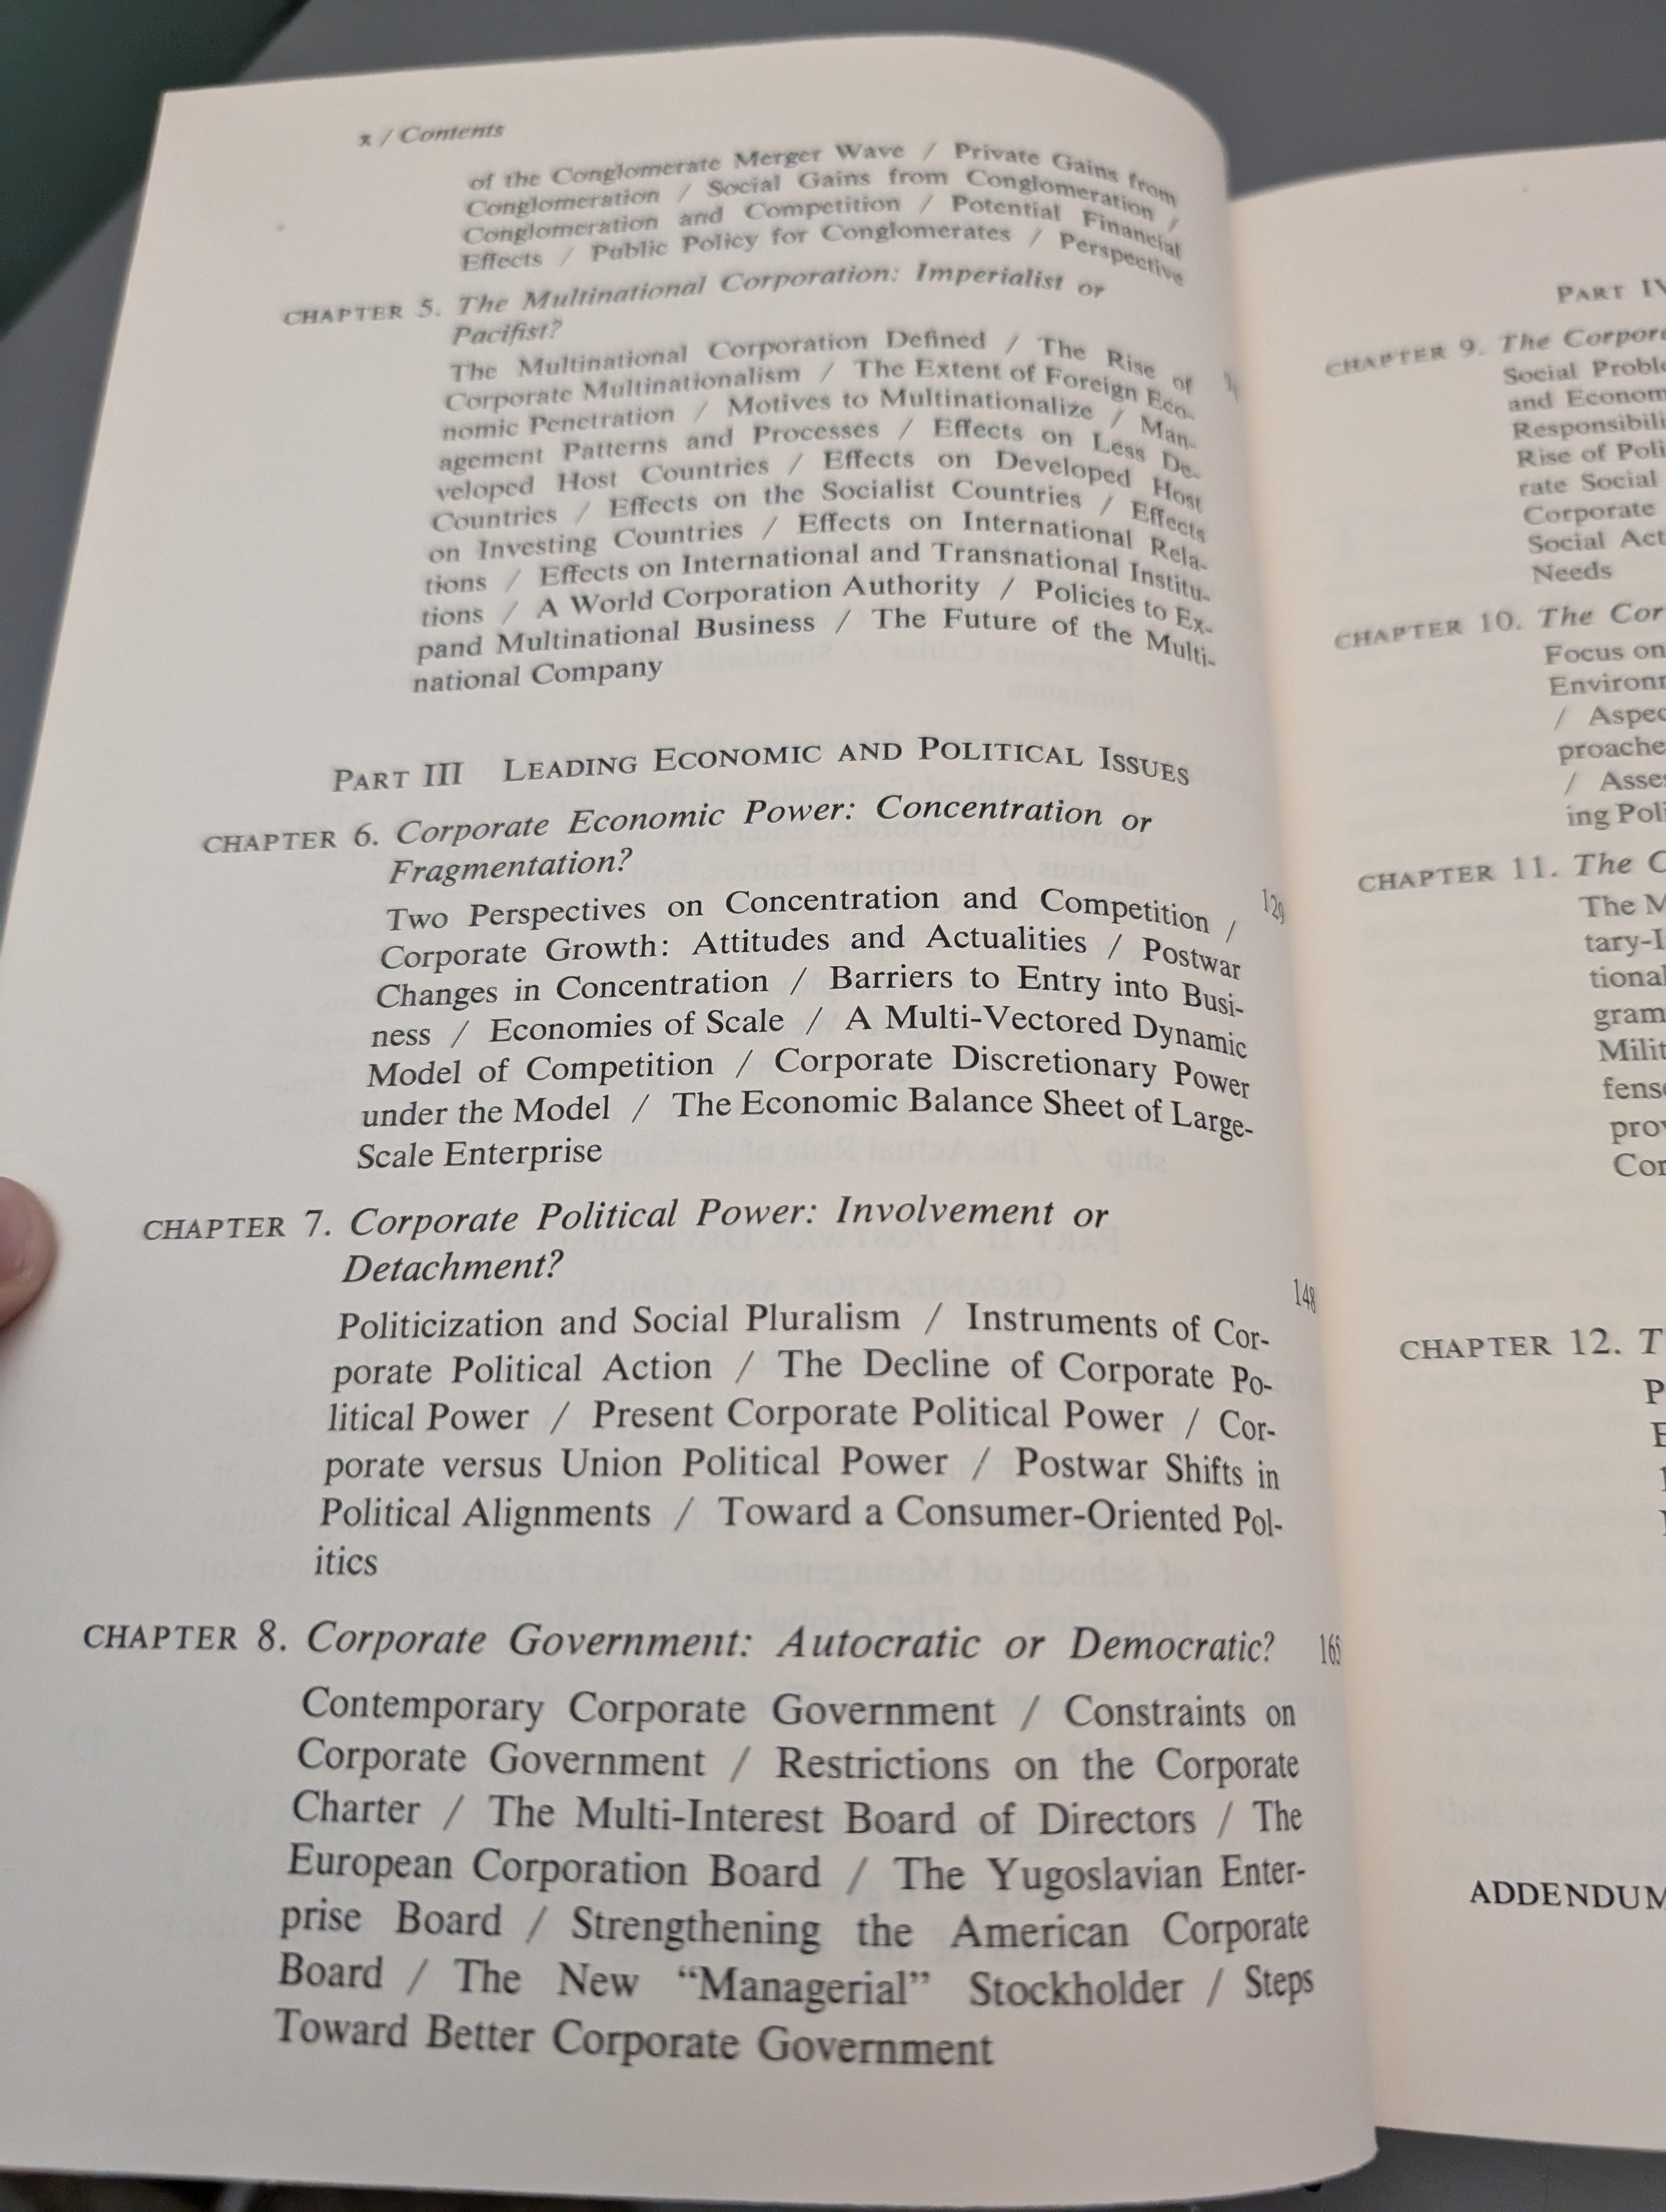 x / Contents
of the Conglomerate Merger Wave / Private Gains from
Conglomeration / Social Gains from Conglomeration /
Conglomeration and Competition / Potential Financial
Effects / Public Policy for Conglomerates / Perspective
CHAPTER 5. The Multinational Corporation: Imperialist or
Pacifist?
The Multinational Corporation Defined / The Rise of
Corporate Multinationalism / The Extent of Foreign Eco-
nomic Penetration / Motives to Multinationalize / Man-
agement Patterns and Processes / Effects on Less De-
veloped Host Countries / Effects on Developed Host
Countries / Effects on the Socialist Countries / Effects
on Investing Countries / Effects on International Rela-
tions / Effects on International and Transnational Institu-
tions / A World Corporation Authority / Policies to Ex-
pand Multinational Business / The Future of the Multi-
national Company
PART III LEADING ECONOMIC AND POLITICAL ISSUES
CHAPTER 6. Corporate Economic Power: Concentration or
Fragmentation? 129
Two Perspectives on Concentration and Competition /
Corporate Growth: Attitudes and Actualities / Postwar
Changes in Concentration / Barriers to Entry into Busi-
ness / Economies of Scale / A Multi-Vectored Dynamic
Model of Competition / Corporate Discretionary Power
under the Model / The Economic Balance Sheet of Large-
Scale Enterprise
CHAPTER 7. Corporate Political Power: Involvement or
Detachment? 148
Politicization and Social Pluralism / Instruments of Cor-
porate Political Action / The Decline of Corporate Po-
litical Power / Present Corporate Political Power / Cor-
porate versus Union Political Power / Postwar Shifts in
Political Alignments / Toward a Consumer-Oriented Pol-
itics
CHAPTER 8. Corporate Government: Autocratic or Democratic? 165
Contemporary Corporate Government / Constraints on
Corporate Government / Restrictions on the Corporate
Charter / The Multi-Interest Board of Directors / The
European Corporation Board / The Yugoslavian Enter-
prise Board / Strengthening the American Corporate
Board / The New “Managerial” Stockholder / Steps
Toward Better Corporate Government
PART IV
CHAPTER 9. The Corpor
Social Proble
and Econom
Responsibili
Rise of Poli
rate Social
Corporate
Social Act
Needs
CHAPTER 10. The Cor
Focus on
Environ
/ Aspec
proache
/ Asses
ing Poli
CHAPTER 11. The C
The M
tary-I
tional
gram
Milit
fens
prov
Cor
CHAPTER 12. T
P
E
ADDENDUM